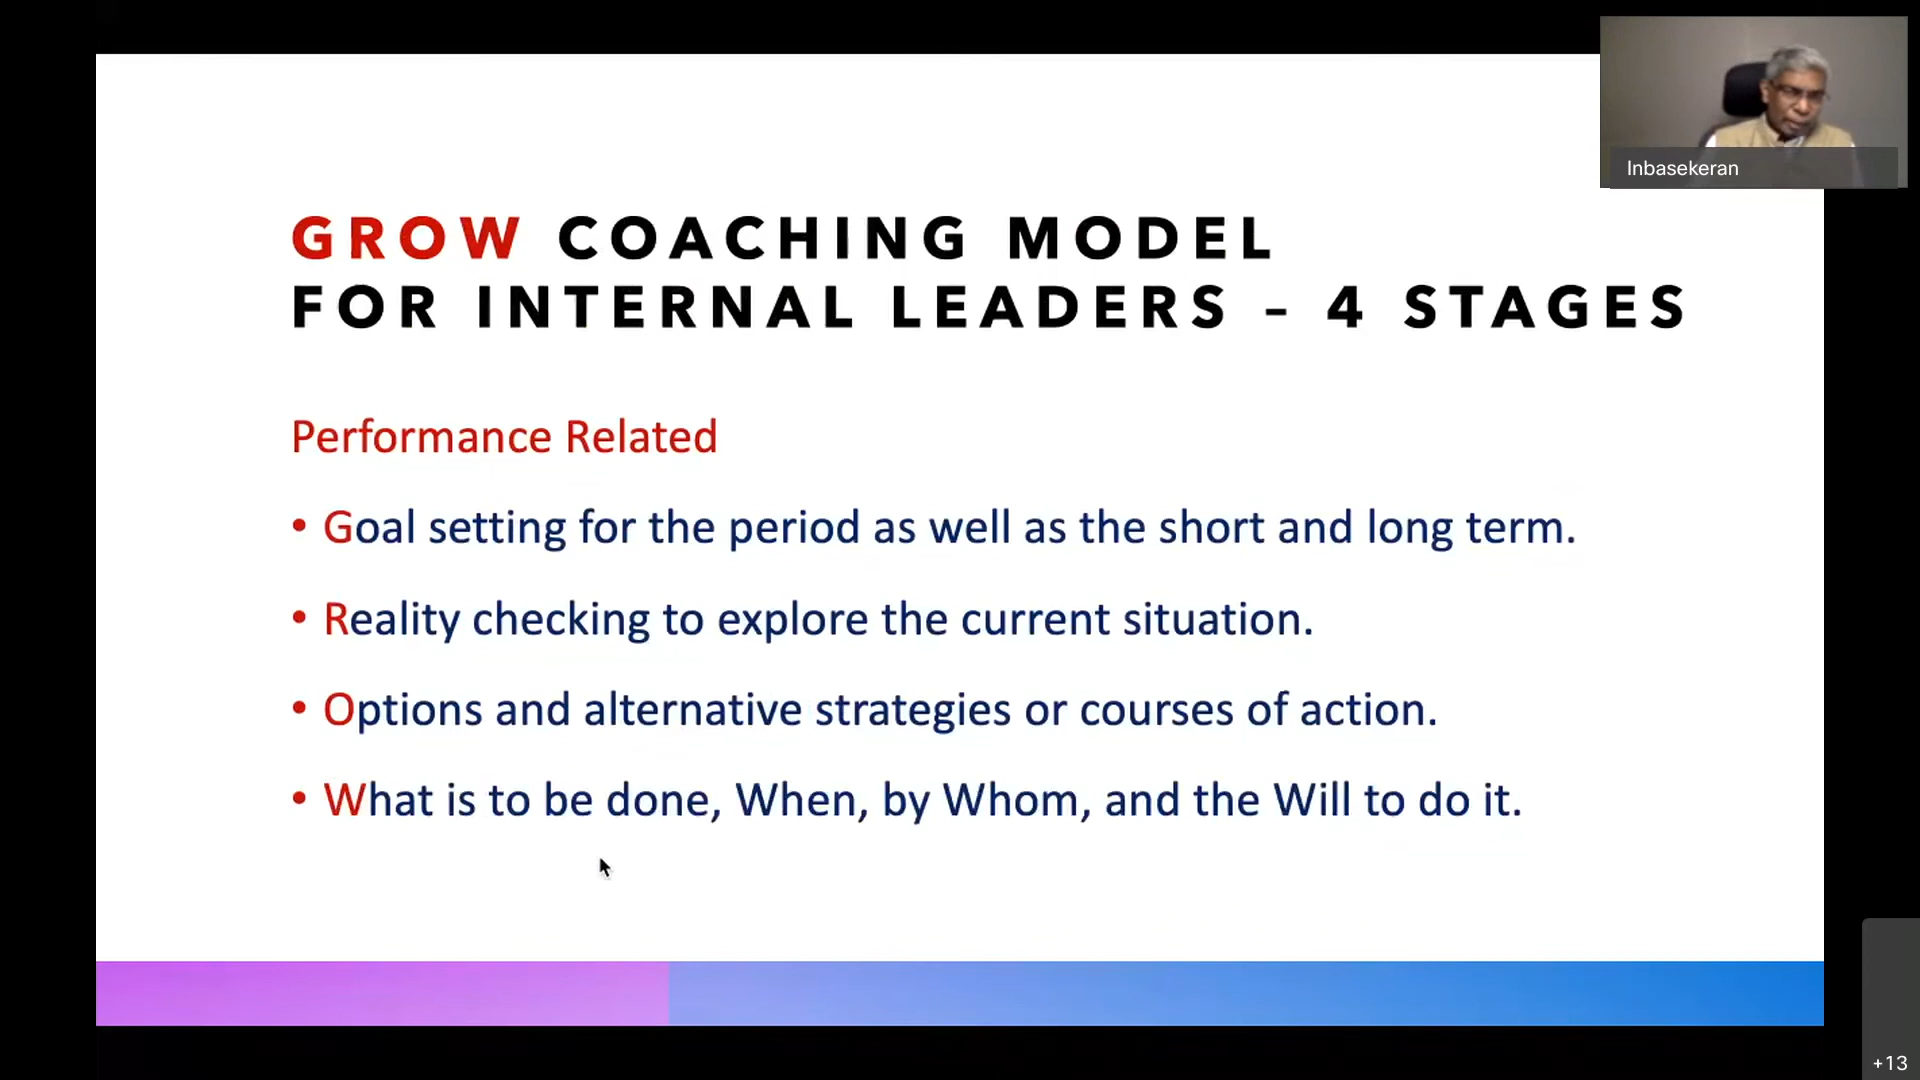 Inbasekeran
GROW COACHING MODEL
FOR INTERNAL LEADERS – 4 STAGES
Performance Related
• Goal setting for the period as well as the short and long term.
• Reality checking to explore the current situation.
• Options and alternative strategies or courses of action.
• What is to be done, When, by Whom, and the Will to do it.
+13